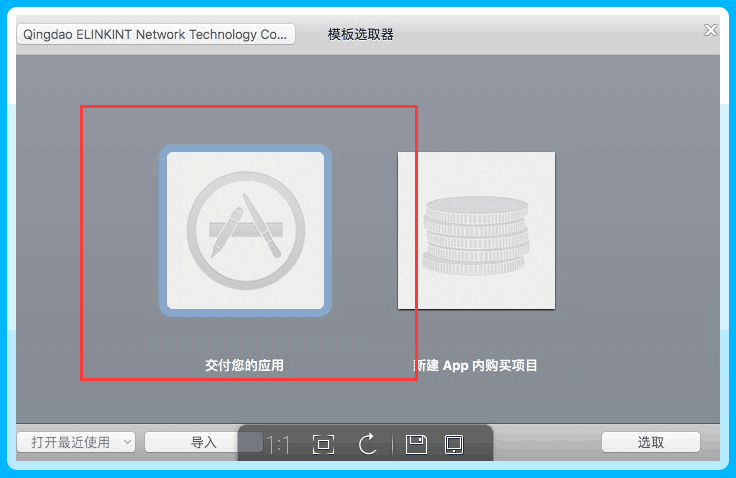 Qingdao ELINKINT Network Technology Co...
模板选取器
交付您的应用
新建 App 内购买项目
打开最近使用
导入
1:1
选取